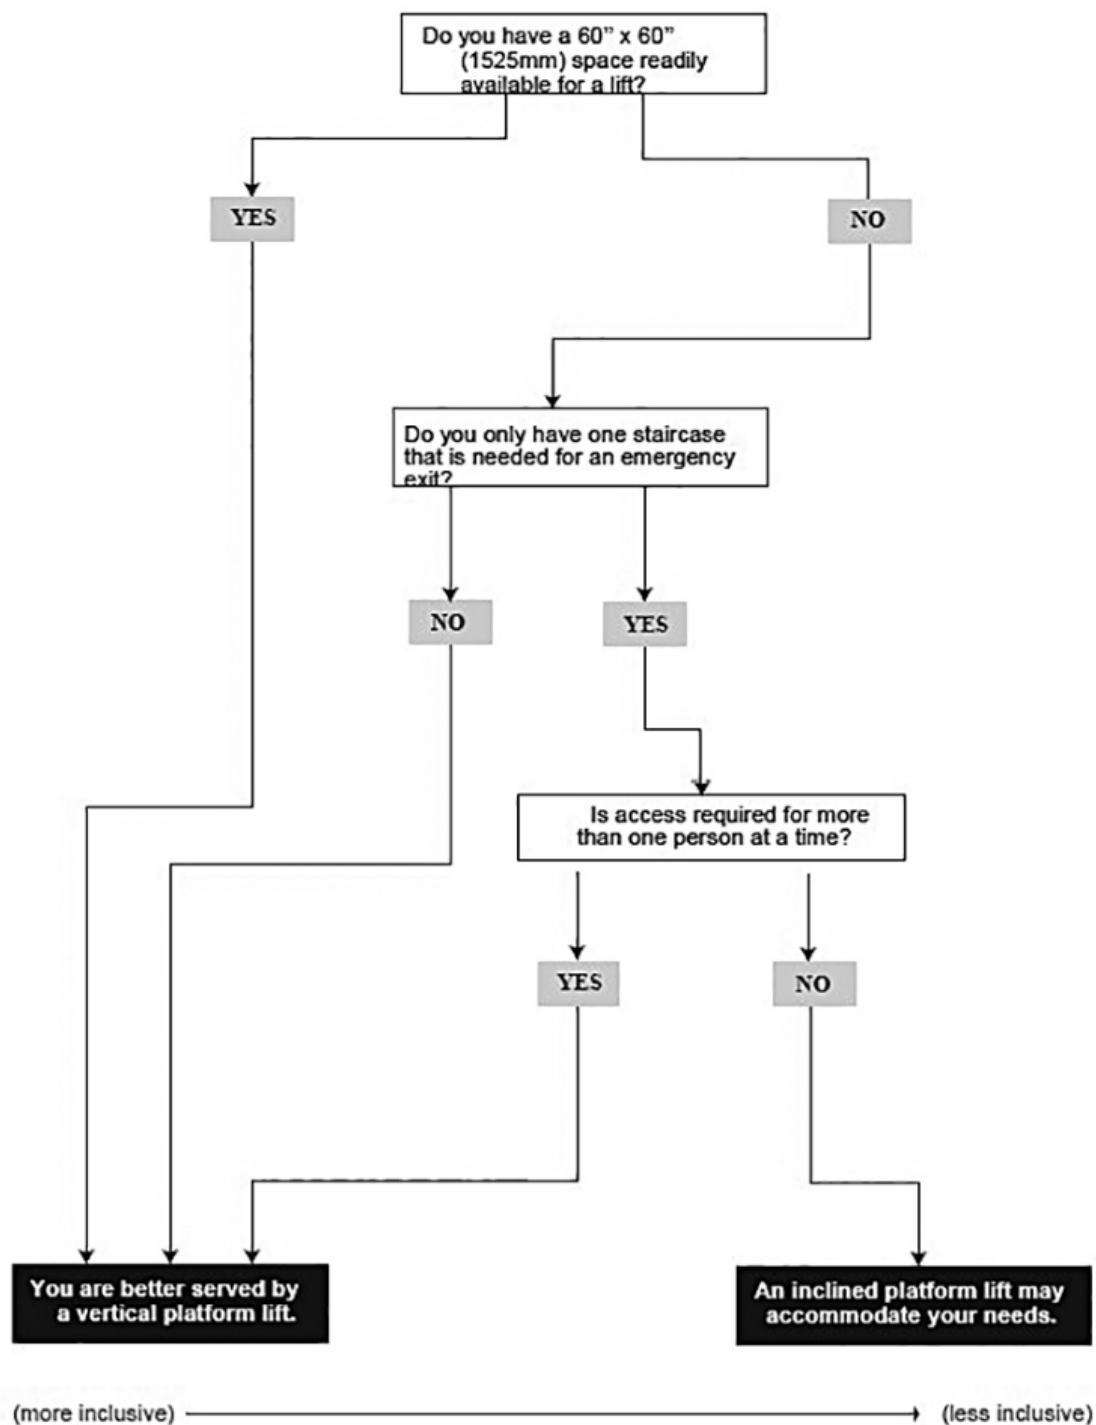 Do you have a 60” x 60”
(1525mm) space readily
available for a lift?
YES
NO
Do you only have one staircase
that is needed for an emergency
exit?
NO
YES
Is access required for more
than one person at a time?
YES
NO
You are better served by
a vertical platform lift.
An inclined platform lift may
accommodate your needs.
(more inclusive)
(less inclusive)